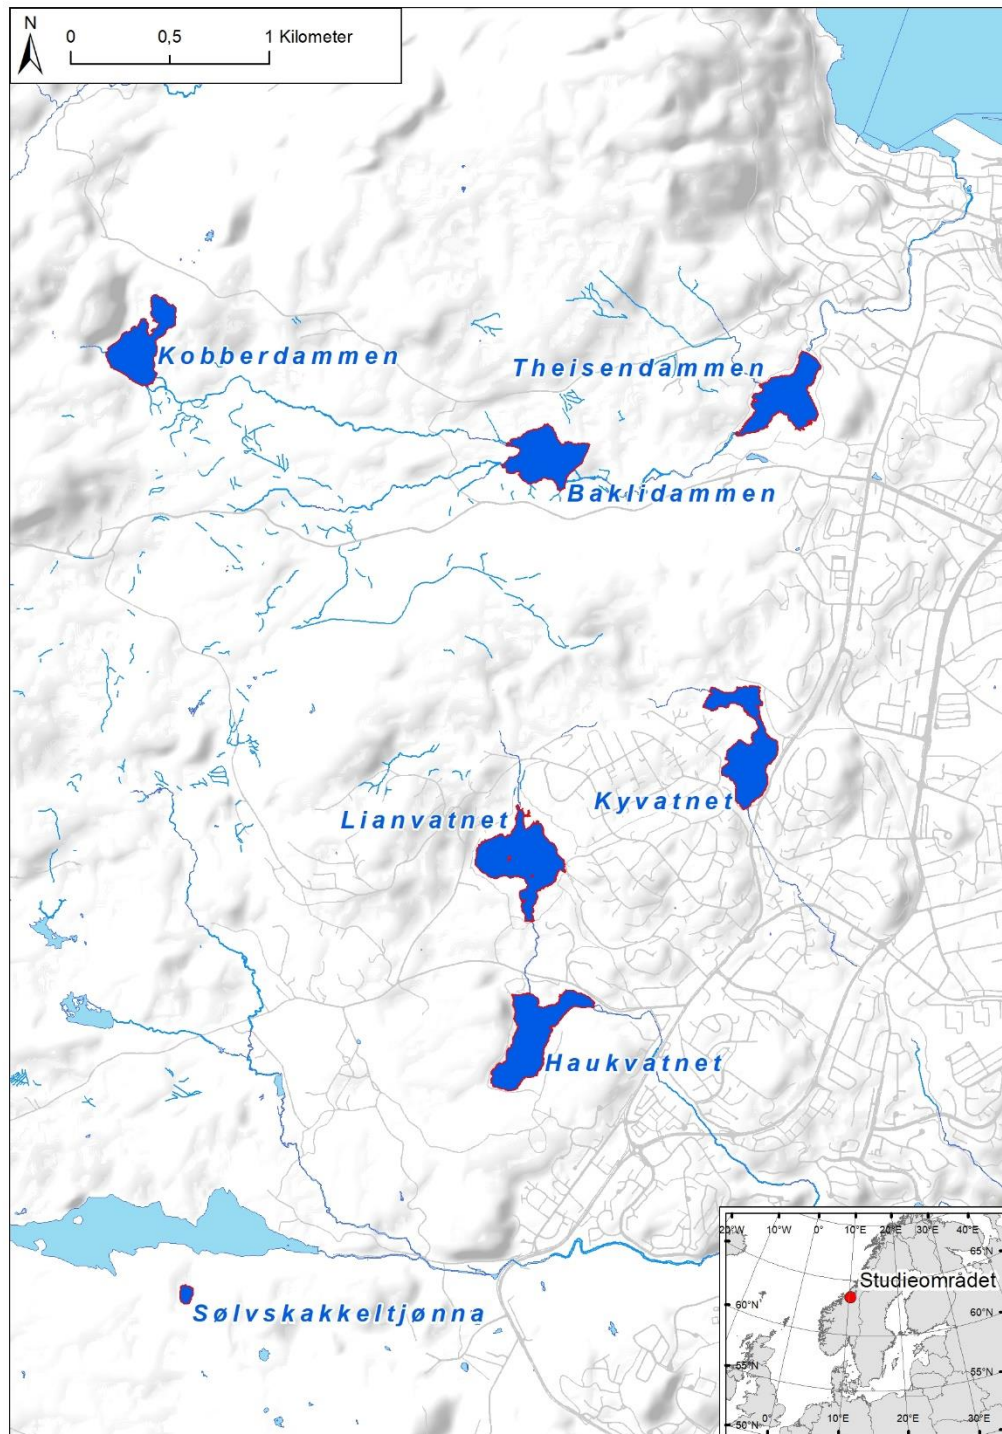 N
0 0,5 1 Kilometer
Kobberdammen
Theisendammen
Baklidammen
Kyvatnet
Lianvatnet
Haukvatnet
Sølvskakkeltjønna
20°W 10°W 0° 10°E 20°E 30°E 40°E
65°N
Studieområdet
60°N 60°N
55°N 55°N
50°N
0° 10°E 20°E 30°E